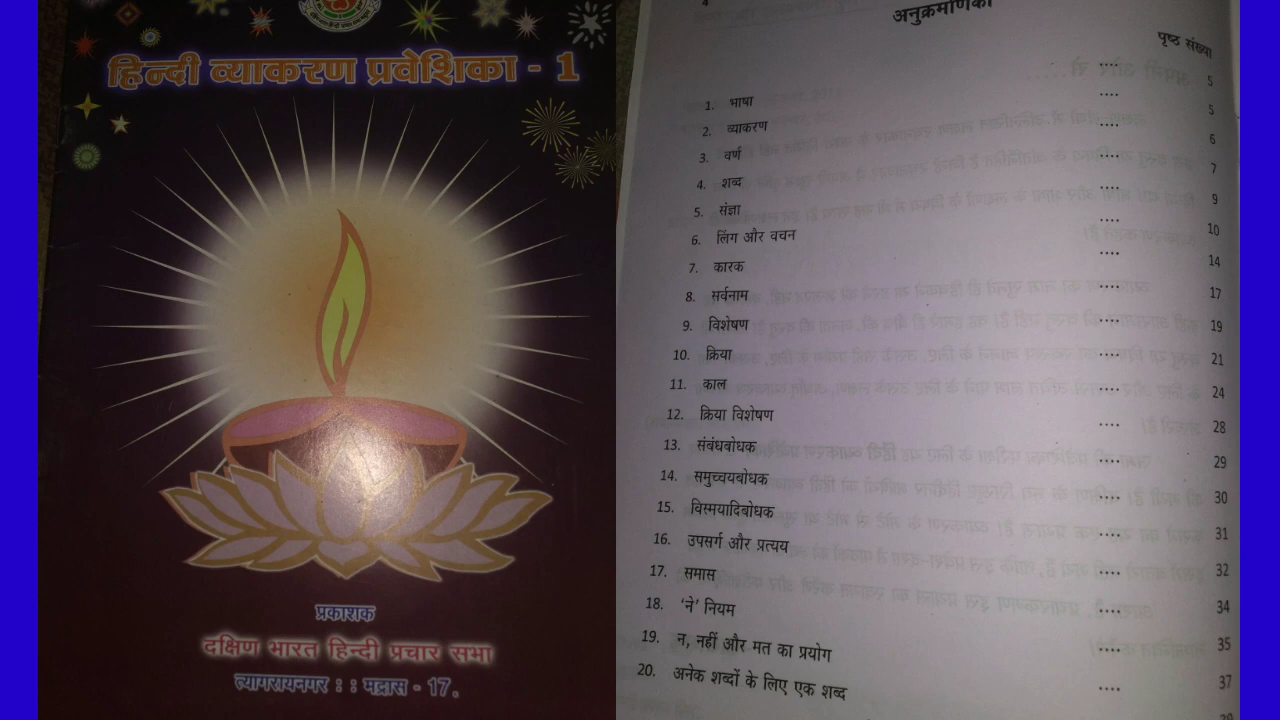 हिन्दी व्याकरण प्रवेशिका - 1
प्रकाशक
दक्षिण भारत हिन्दी प्रचार सभा
त्यागरायनगर : : मद्रास - 17.
4
अनुक्रमणिका
पृष्ठ संख्या
1. भाषा .... 5
2. व्याकरण .... 5
3. वर्ण .... 6
4. शब्द .... 7
5. संज्ञा .... 9
6. लिंग और वचन .... 10
7. कारक .... 14
8. सर्वनाम .... 17
9. विशेषण .... 19
10. क्रिया .... 21
11. काल .... 24
12. क्रिया विशेषण .... 28
13. संबंधबोधक .... 29
14. समुच्चयबोधक .... 30
15. विस्मयादिबोधक .... 31
16. उपसर्ग और प्रत्यय .... 32
17. समास .... 34
18. ‘ने’ नियम .... 35
19. न, नहीं और मत का प्रयोग .... 37
20. अनेक शब्दों के लिए एक शब्द